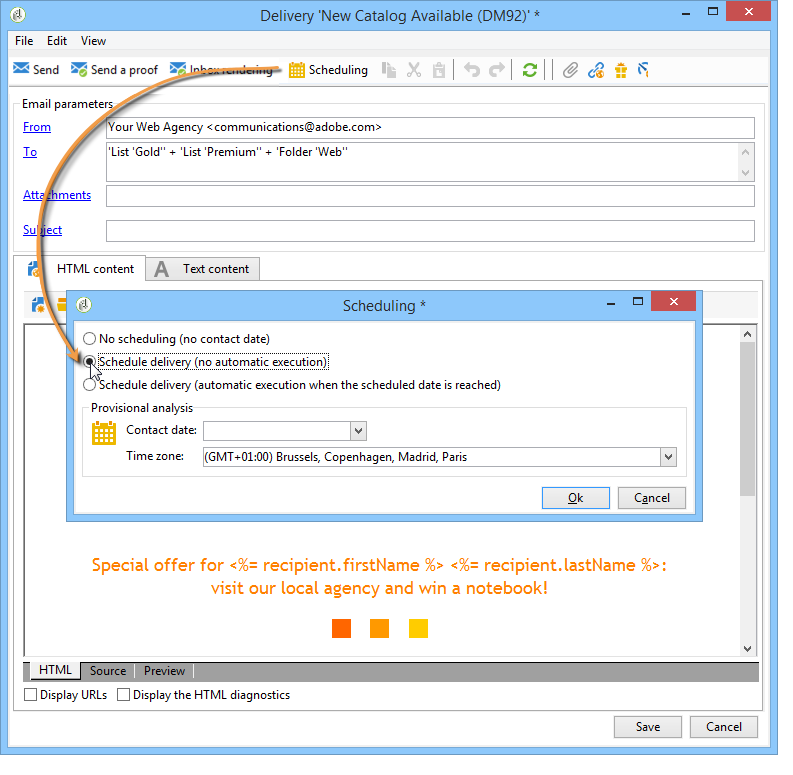 Delivery 'New Catalog Available (DM92)' *
File Edit View
Send Send a proof Inbox rendering Scheduling
Email parameters
From Your Web Agency <communications@adobe.com>
To 'List 'Gold'' + 'List 'Premium'' + 'Folder 'Web''
Attachments
Subject
HTML content A Text content
Scheduling *
No scheduling (no contact date)
Schedule delivery (no automatic execution)
Schedule delivery (automatic execution when the scheduled date is reached)
Provisional analysis
Contact date:
Time zone: (GMT+01:00) Brussels, Copenhagen, Madrid, Paris
Ok Cancel
Special offer for <%= recipient.firstName %> <%= recipient.lastName %>:
visit our local agency and win a notebook!
HTML Source Preview
Display URLs Display the HTML diagnostics
Save Cancel